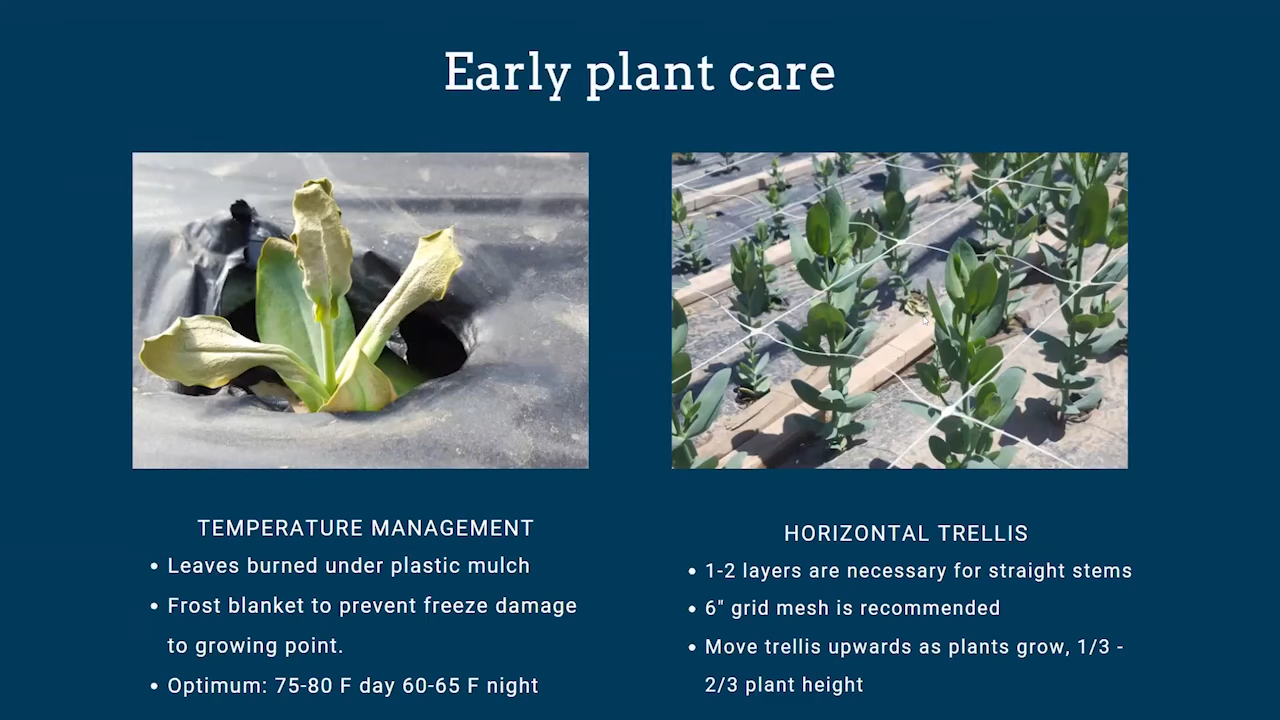 Early plant care
TEMPERATURE MANAGEMENT
• Leaves burned under plastic mulch
• Frost blanket to prevent freeze damage
to growing point.
• Optimum: 75-80 F day 60-65 F night
HORIZONTAL TRELLIS
• 1-2 layers are necessary for straight stems
• 6" grid mesh is recommended
• Move trellis upwards as plants grow, 1/3 -
2/3 plant height